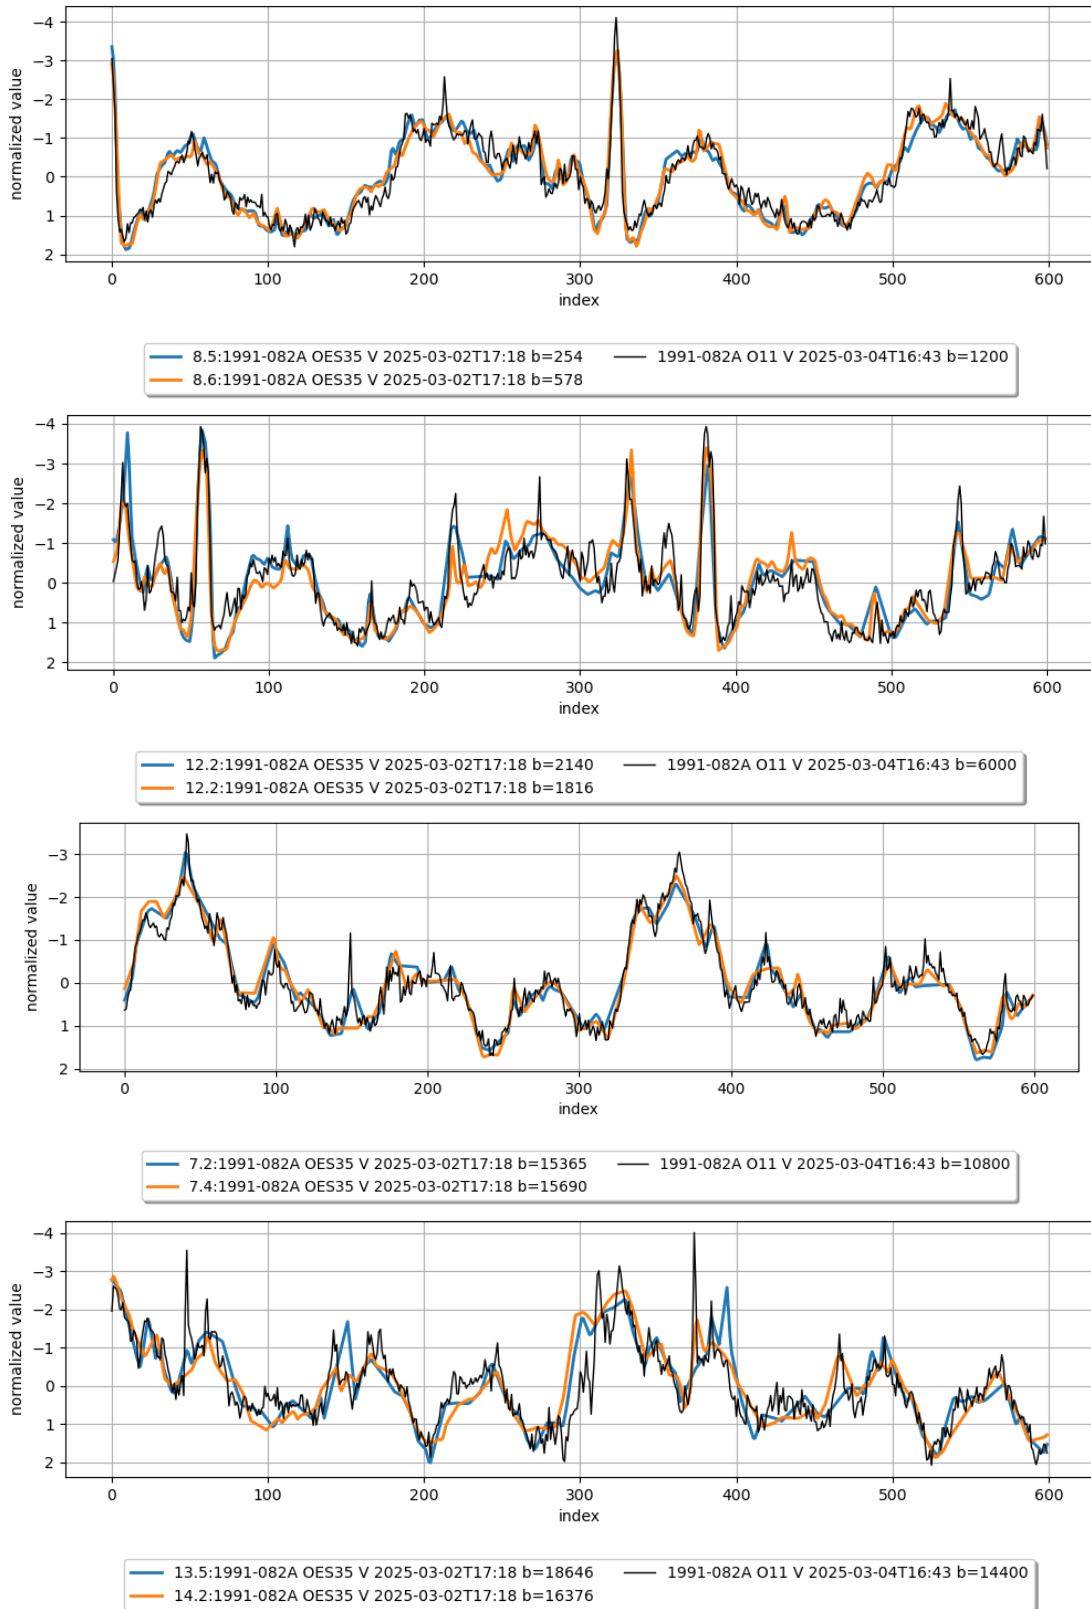 −4
−3
−2
−1
0
1
2
normalized value
0 100 200 300 400 500 600
index
8.5:1991-082A OES35 V 2025-03-02T17:18 b=254 1991-082A O11 V 2025-03-04T16:43 b=1200
8.6:1991-082A OES35 V 2025-03-02T17:18 b=578
−4
−3
−2
−1
0
1
2
normalized value
0 100 200 300 400 500 600
index
12.2:1991-082A OES35 V 2025-03-02T17:18 b=2140 1991-082A O11 V 2025-03-04T16:43 b=6000
12.2:1991-082A OES35 V 2025-03-02T17:18 b=1816
−3
−2
−1
0
1
2
normalized value
0 100 200 300 400 500 600
index
7.2:1991-082A OES35 V 2025-03-02T17:18 b=15365 1991-082A O11 V 2025-03-04T16:43 b=10800
7.4:1991-082A OES35 V 2025-03-02T17:18 b=15690
−4
−3
−2
−1
0
1
2
normalized value
0 100 200 300 400 500 600
index
13.5:1991-082A OES35 V 2025-03-02T17:18 b=18646 1991-082A O11 V 2025-03-04T16:43 b=14400
14.2:1991-082A OES35 V 2025-03-02T17:18 b=16376